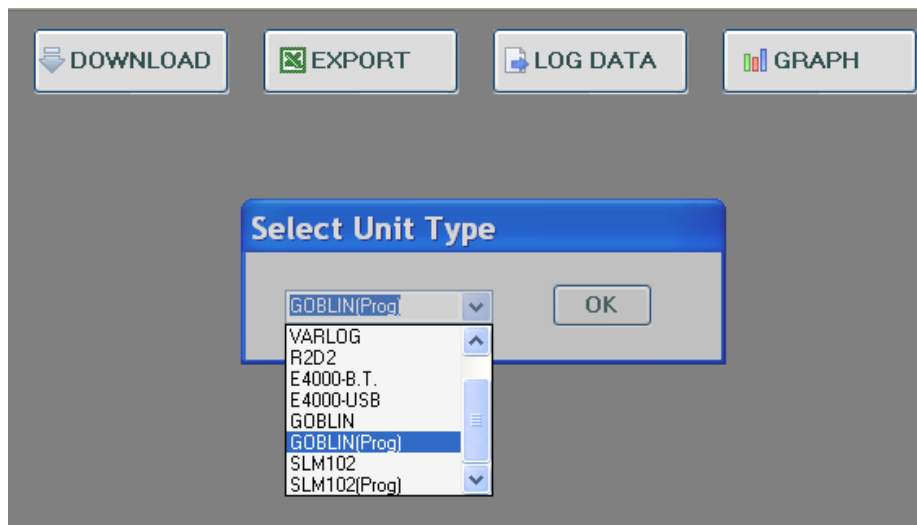 DOWNLOAD
EXPORT
LOG DATA
GRAPH
Select Unit Type
GOBLIN(Prog)
OK
VARLOG
R2D2
E4000-B.T.
E4000-USB
GOBLIN
GOBLIN(Prog)
SLM102
SLM102(Prog)